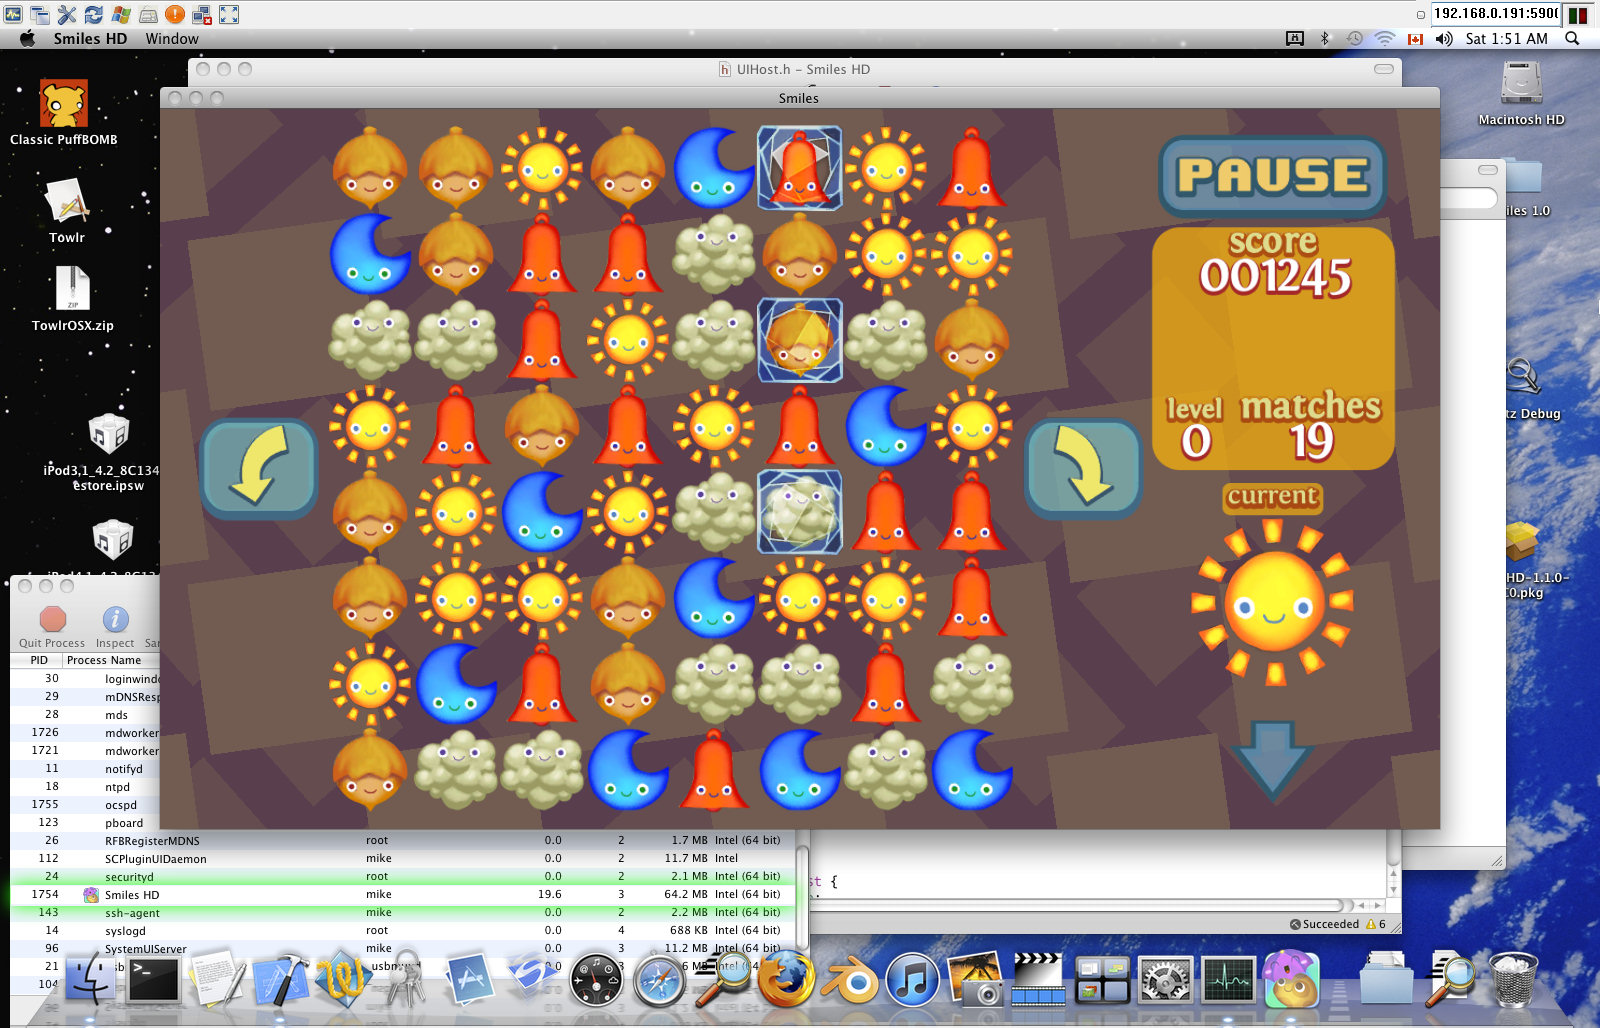 192.168.0.191:590
Smiles HD Window
Sat 1:51 AM
UIHost.h - Smiles HD
Smiles
Classic PuffBOMB
Towlr
ZIP
TowlrOSX.zip
iPod3,1_4.2_8C134
estore.ipsw
Macintosh HD
iles 1.0
tz Debug
HD-1.1.0-
C0.pkg
PAUSE
score
001245
level matches
0 19
current
Quit Process Inspect Sar
PID Process Name
30 loginwind
29 mDNSResp
28 mds
1726 mdworker
1721 mdworker
11 notifyd
18 ntpd
1755 ocspd
123 pboard
26 RFBRegisterMDNS root 0.0 2 1.7 MB Intel (64 bit)
112 SCPluginUIDaemon mike 0.0 2 11.7 MB Intel
24 securityd root 0.0 2 2.1 MB Intel (64 bit)
1754 Smiles HD mike 19.6 3 64.2 MB Intel (64 bit)
143 ssh-agent mike 0.0 2 2.2 MB Intel (64 bit)
14 syslogd root 0.0 4 688 KB Intel (64 bit)
96 SystemUIServer mike 0.0 3 11.2 MB Intel (64 bit)
21
104
st {
Succeeded 6